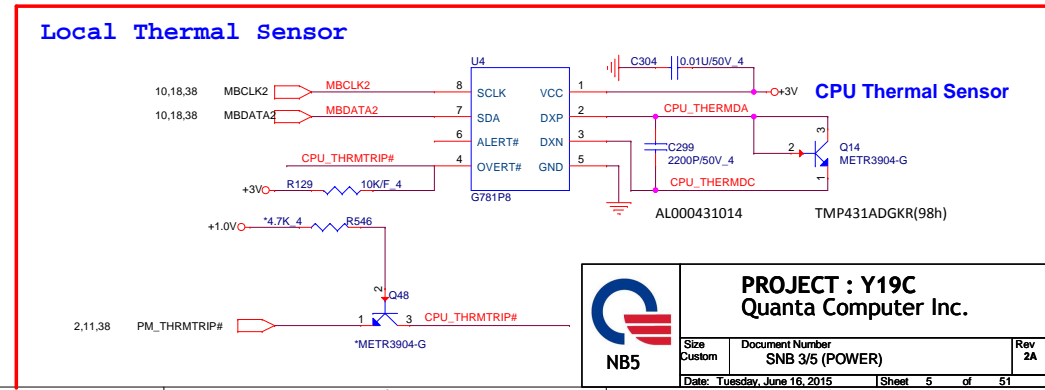 Local Thermal Sensor
U4
C304 0.01U/50V_4
10,18,38 MBCLK2 MBCLK2 8 SCLK VCC 1 +3V CPU Thermal Sensor
10,18,38 MBDATA2 MBDATA2 7 SDA DXP 2 CPU_THERMDA
6 ALERT# DXN 3
CPU_THRMTRIP# 4 OVERT# GND 5
C299
2200P/50V_4
3
2 Q14
METR3904-G
1
+3V R129 10K/F_4
G781P8
CPU_THERMDC
AL000431014 TMP431ADGKR(98h)
+1.0V *4.7K_4 R546
2 Q48
2,11,38 PM_THRMTRIP# 1 3 CPU_THRMTRIP#
*METR3904-G
NB5
PROJECT : Y19C
Quanta Computer Inc.
Size Document Number Rev
Custom SNB 3/5 (POWER) 2A
Date: Tuesday, June 16, 2015 Sheet 5 of 51